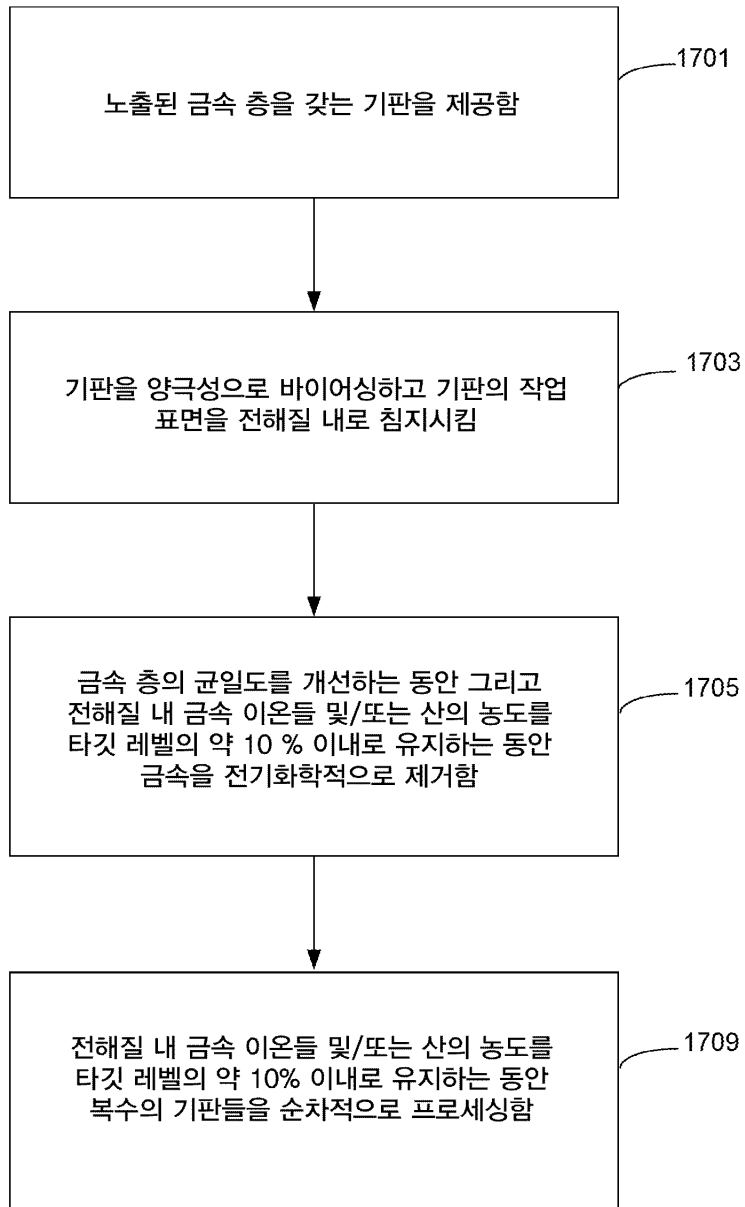 노출된 금속 층을 갖는 기판을 제공함
1701
기판을 양극성으로 바이어싱하고 기판의 작업
표면을 전해질 내로 침지시킴
1703
금속 층의 균일도를 개선하는 동안 그리고
전해질 내 금속 이온들 및/또는 산의 농도를
타깃 레벨의 약 10 % 이내로 유지하는 동안
금속을 전기화학적으로 제거함
1705
전해질 내 금속 이온들 및/또는 산의 농도를
타깃 레벨의 약 10% 이내로 유지하는 동안
복수의 기판들을 순차적으로 프로세싱함
1709